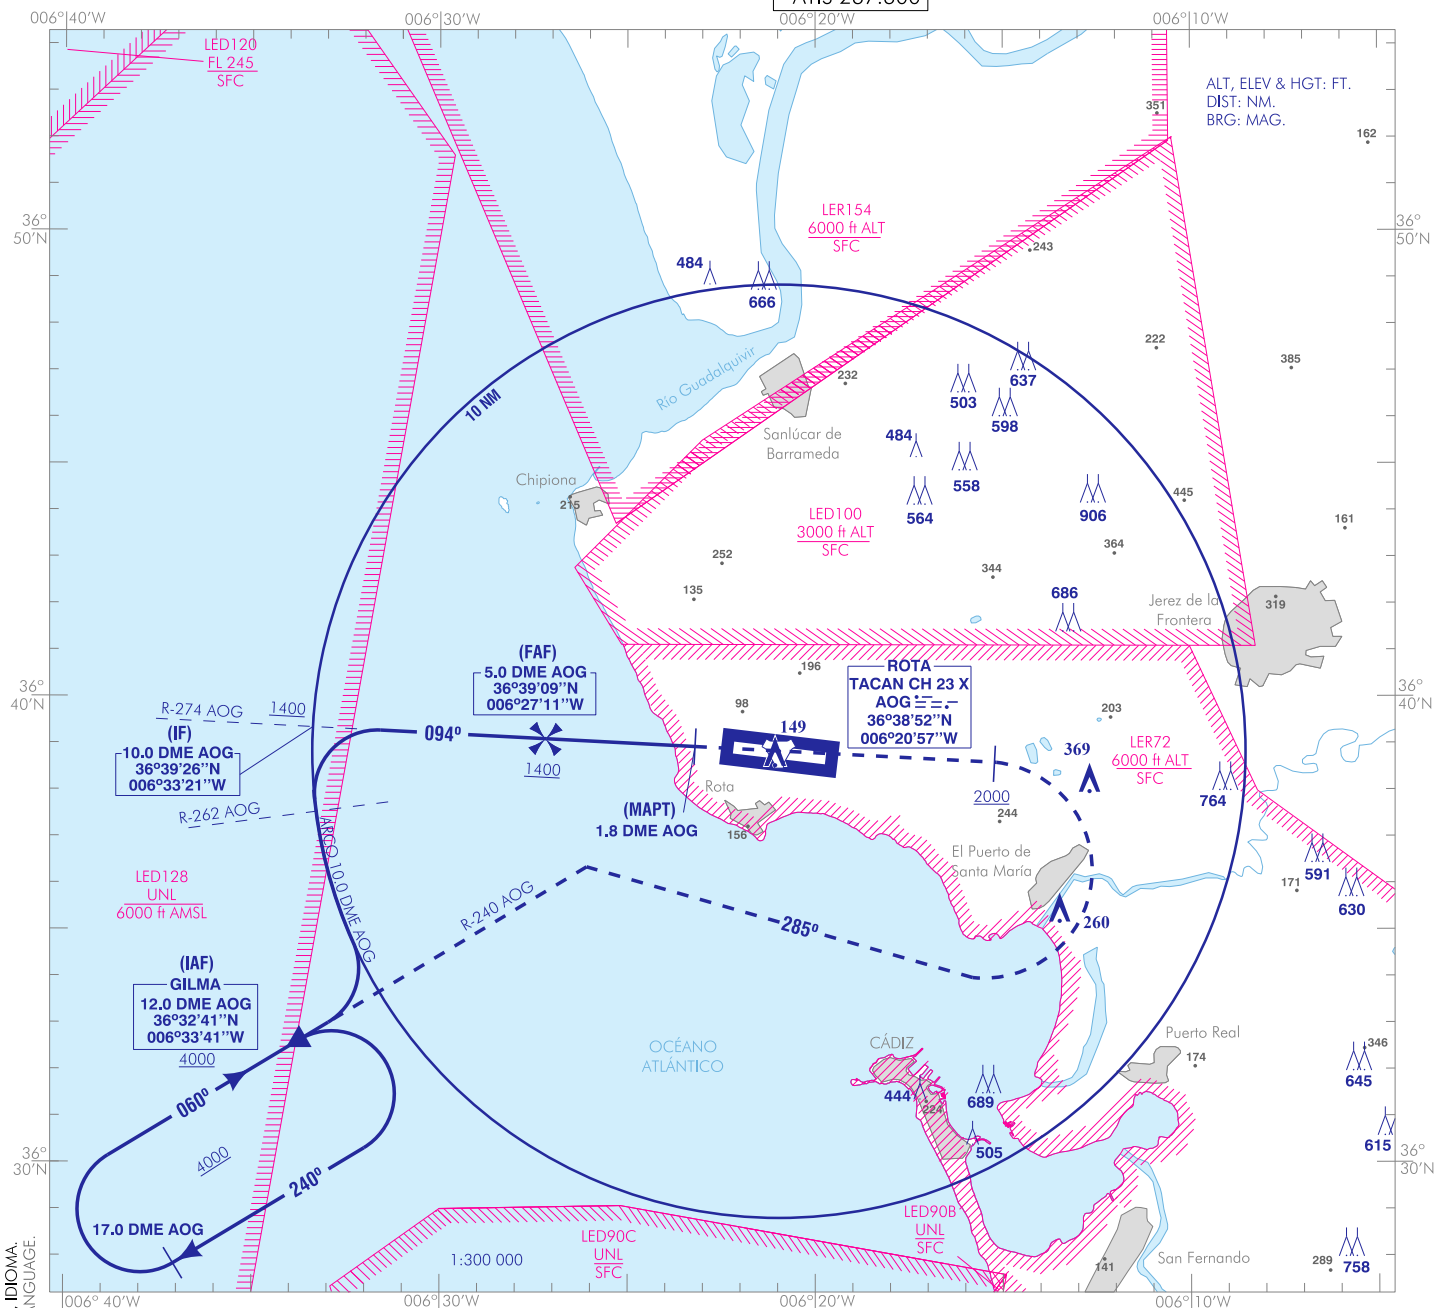 ATIS 267.600
006°40'W
006°30'W
006°20'W
006°10'W
LED120
FL 245
SFC
ALT, ELEV & HGT: FT.
DIST: NM.
BRG: MAG.
351
162
36°
50'N
LER154
6000 ft ALT
SFC
36°
50'N
243
484
666
222
385
Río Guadalquivir
232
637
503
598
10 NM
Sanlúcar de
Barrameda
484
558
Chipiona
215
564
906
445
LED100
3000 ft ALT
SFC
161
252
364
344
135
686
Jerez de la
Frontera
319
(FAF)
5.0 DME AOG
36°39'09''N
006°27'11''W
196
ROTA
TACAN CH 23 X
AOG
36°38'52''N
006°20'57''W
36°
40'N
36°
40'N
R-274 AOG
1400
98
203
149
(IF)
10.0 DME AOG
36°39'26''N
006°33'21''W
094°
1400
369
LER72
6000 ft ALT
SFC
764
Rota
2000
244
R-262 AOG
(MAPT)
1.8 DME AOG
156
ARCO 10.0 DME AOG
El Puerto de
Santa María
591
171
630
LED128
UNL
6000 ft AMSL
R-240 AOG
285°
260
(IAF)
GILMA
12.0 DME AOG
36°32'41''N
006°33'41''W
4000
OCÉANO
ATLÁNTICO
CÁDIZ
Puerto Real
174
346
645
060°
444
224
689
505
615
4000
240°
36°
30'N
36°
30'N
17.0 DME AOG
LED90C
UNL
SFC
LED90B
UNL
SFC
1:300 000
San Fernando
141
289
758
IDIOMA.
ANGUAGE.
006°40'W
006°30'W
006°20'W
006°10'W